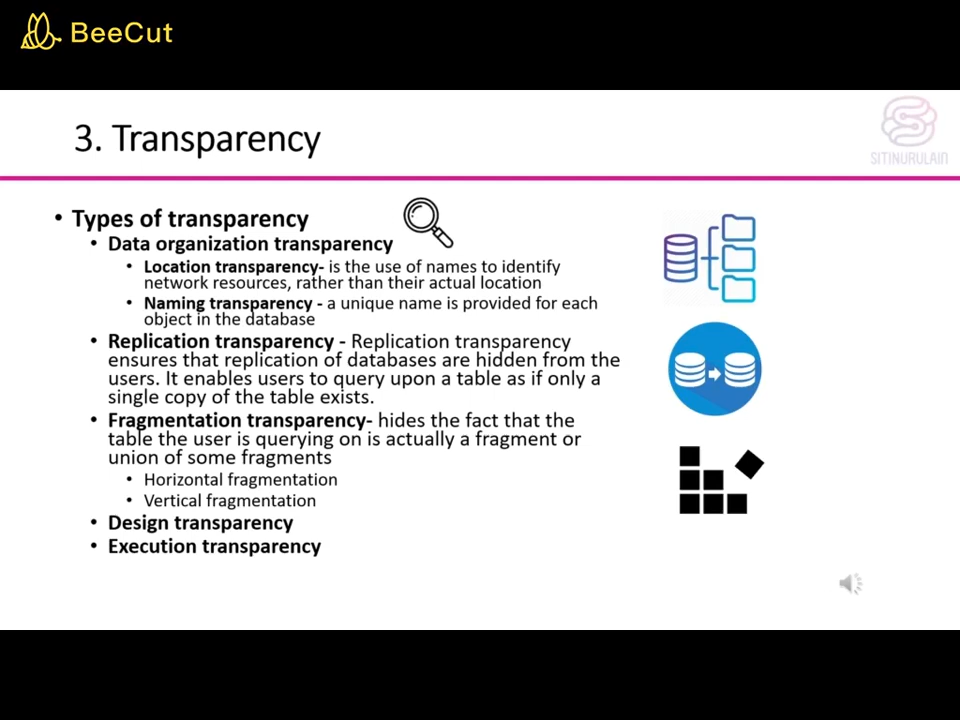 BeeCut
3. Transparency
SITINURULAIN
• Types of transparency
• Data organization transparency
• Location transparency- is the use of names to identify
network resources, rather than their actual location
• Naming transparency - a unique name is provided for each
object in the database
• Replication transparency - Replication transparency
ensures that replication of databases are hidden from the
users. It enables users to query upon a table as if only a
single copy of the table exists.
• Fragmentation transparency- hides the fact that the
table the user is querying on is actually a fragment or
union of some fragments
• Horizontal fragmentation
• Vertical fragmentation
• Design transparency
• Execution transparency